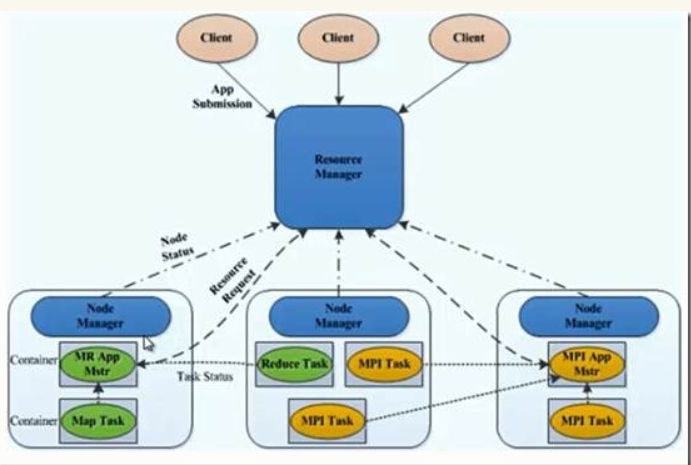 Client
Client
Client
App
Submission
Resource
Manager
Node
Status
Resource
Request
Node
Manager
Node
Manager
Node
Manager
Container
MR App
Mstr
Task Status
Reduce Task
MPI Task
MPI App
Mstr
Container
Map Task
MPI Task
MPI Task